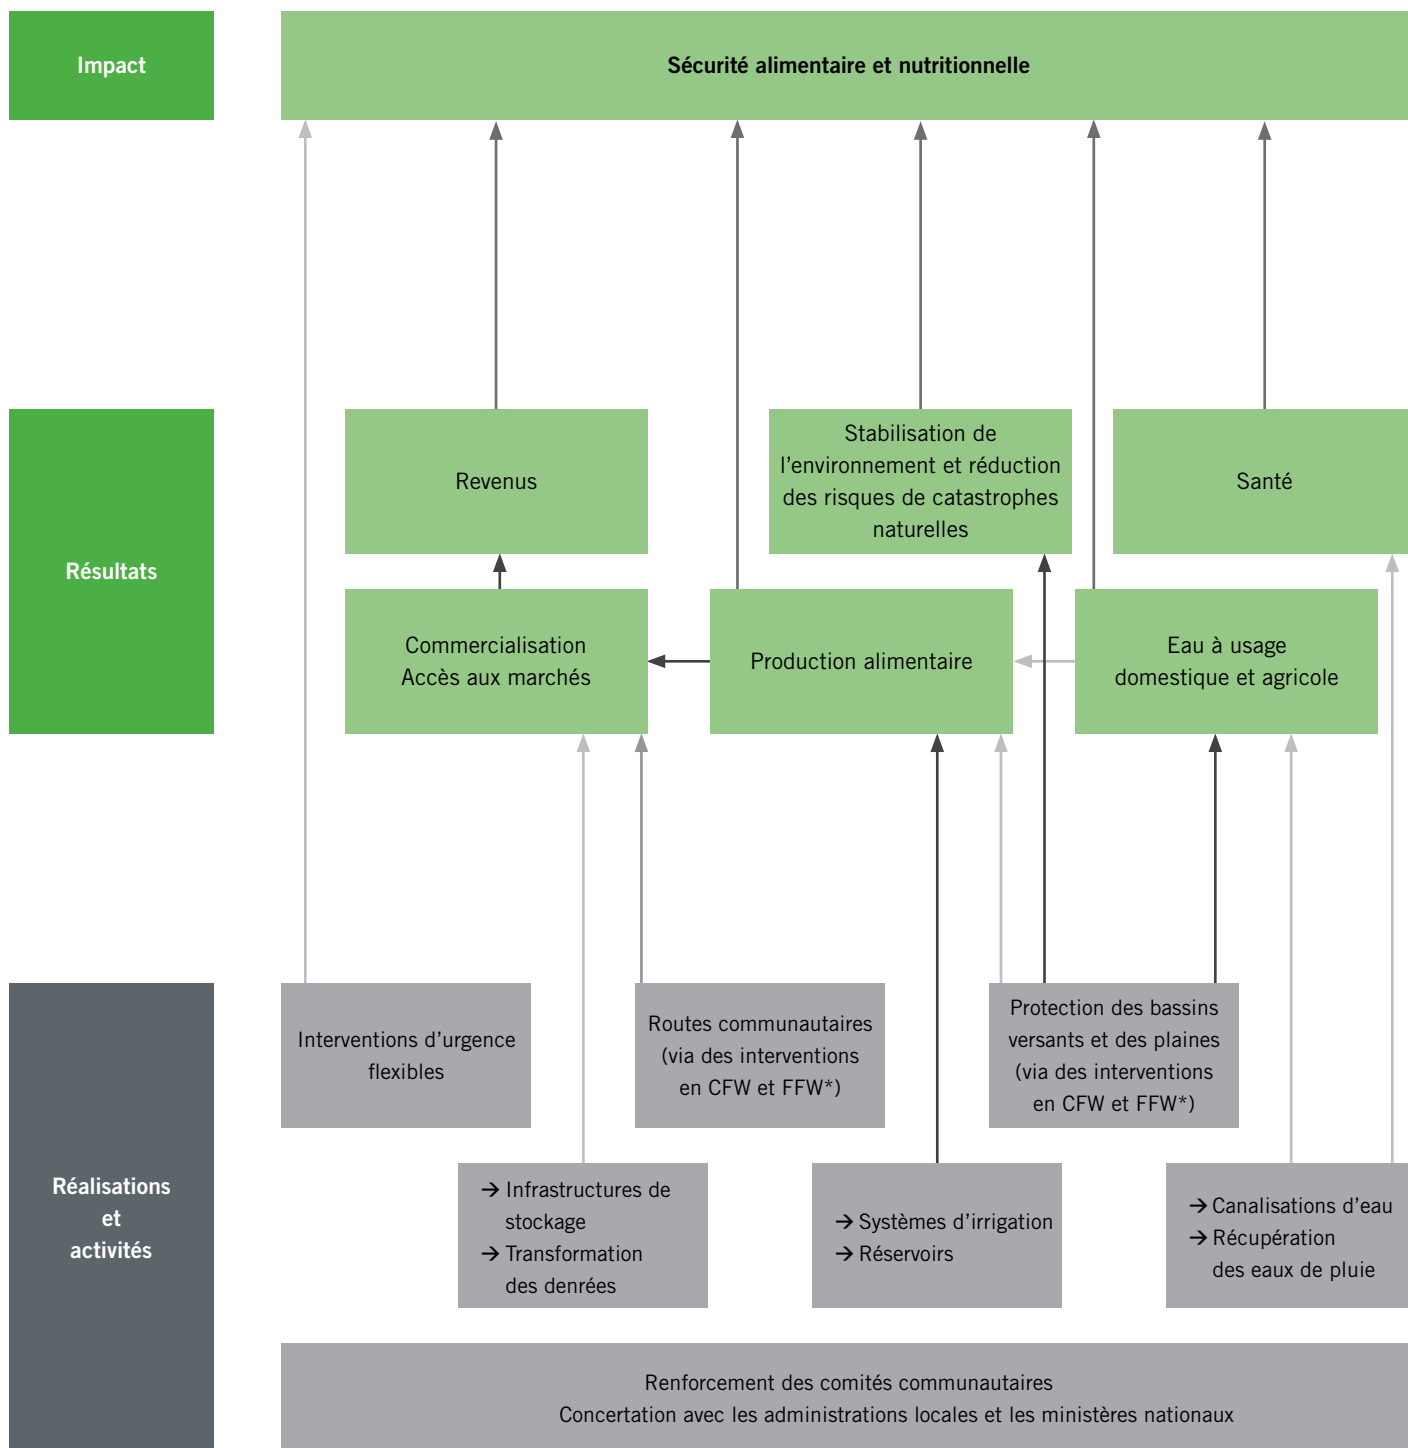 Impact
Sécurité alimentaire et nutritionnelle
Résultats
Revenus
Stabilisation de
l’environnement et réduction
des risques de catastrophes
naturelles
Santé
Commercialisation
Accès aux marchés
Production alimentaire
Eau à usage
domestique et agricole
Réalisations
et
activités
Interventions d’urgence
flexibles
Routes communautaires
(via des interventions
en CFW et FFW*)
Protection des bassins
versants et des plaines
(via des interventions
en CFW et FFW*)
→ Infrastructures de
stockage
→ Transformation
des denrées
→ Systèmes d’irrigation
→ Réservoirs
→ Canalisations d’eau
→ Récupération
des eaux de pluie
Renforcement des comités communautaires
Concertation avec les administrations locales et les ministères nationaux